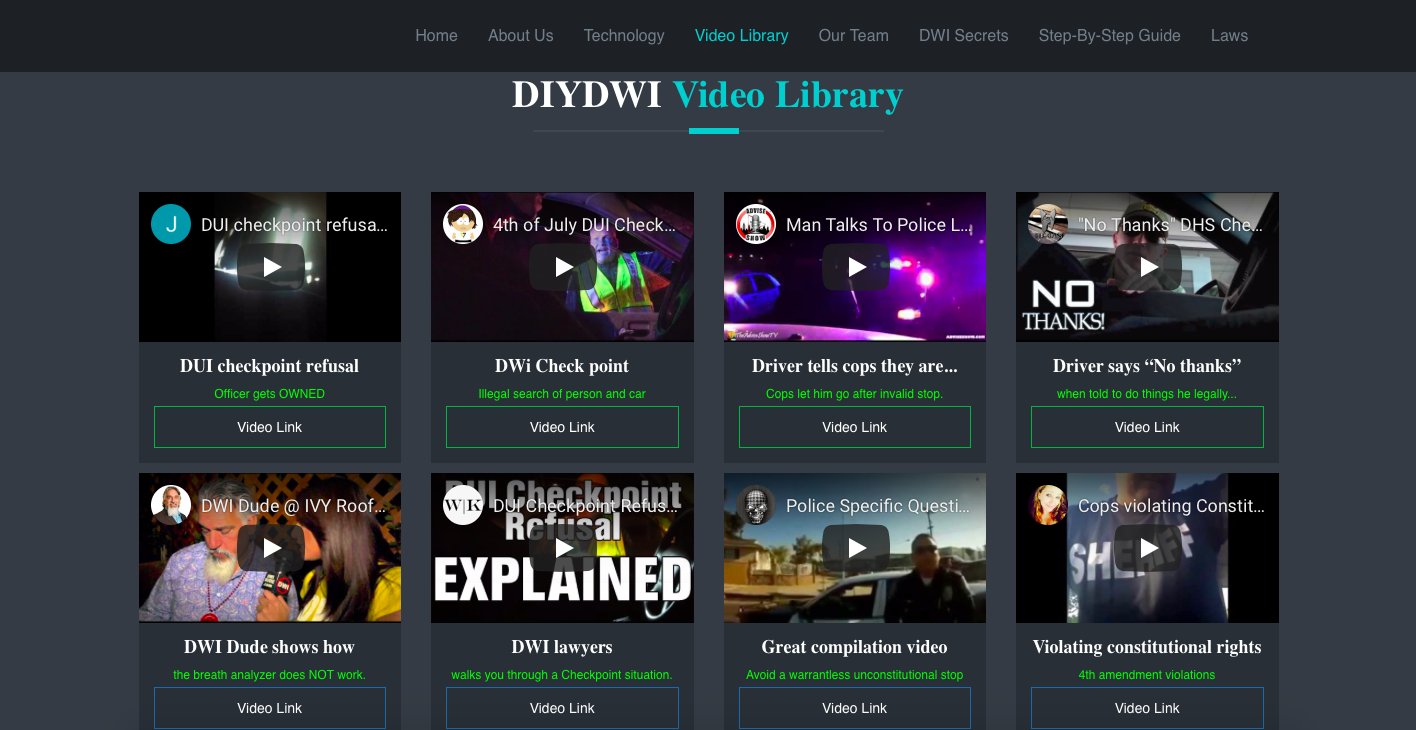 Home About Us Technology Video Library Our Team DWI Secrets Step-By-Step Guide Laws
DIYDWI Video Library
J DUI checkpoint refusa...
DUI checkpoint refusal
Officer gets OWNED
Video Link
4th of July DUI Check...
DWi Check point
Illegal search of person and car
Video Link
ADVISE
SHOW
Man Talks To Police L...
TheAdviseShowTV
ADVISESHOW.COM
Driver tells cops they are...
Cops let him go after invalid stop.
Video Link
"No Thanks" DHS Che...
NO
THANKS!
Driver says “No thanks”
when told to do things he legally...
Video Link
DWI Dude @ IVY Roof...
DWI Dude shows how
the breath analyzer does NOT work.
Video Link
W|K DUI Checkpoint Refus...
DUI Checkpoint
Refusal
EXPLAINED
DWI lawyers
walks you through a Checkpoint situation.
Video Link
Police Specific Questi...
Great compilation video
Avoid a warrantless unconstitutional stop
Video Link
Cops violating Constit...
SHERIFF
Violating constitutional rights
4th amendment violations
Video Link